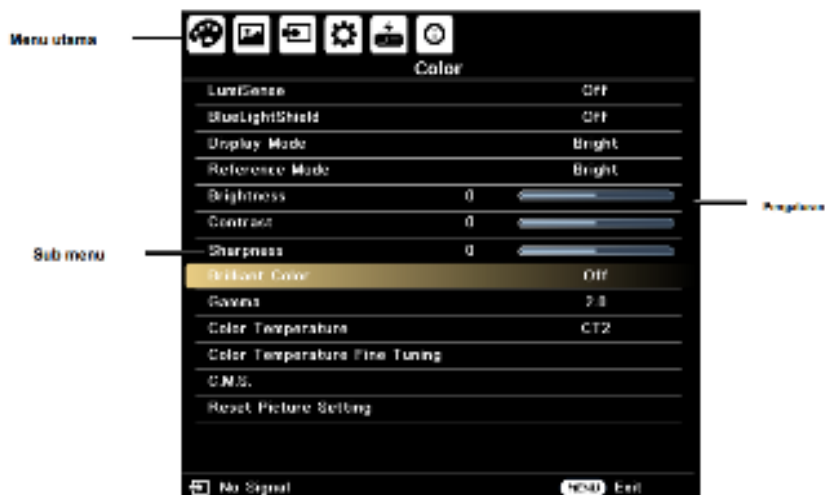 Menu utama
Color
LumiSense Off
BlueLightShield Off
Display Mode Bright
Reference Mode Bright
Brightness 0
Pengaturan
Contrast 0
Sub menu
Sharpness 0
Brilliant Color Off
Gamma
Color Temperature CT2
Color Temperature Fine Tuning
C.M.S.
Reset Picture Setting
No Signal MENU Exit